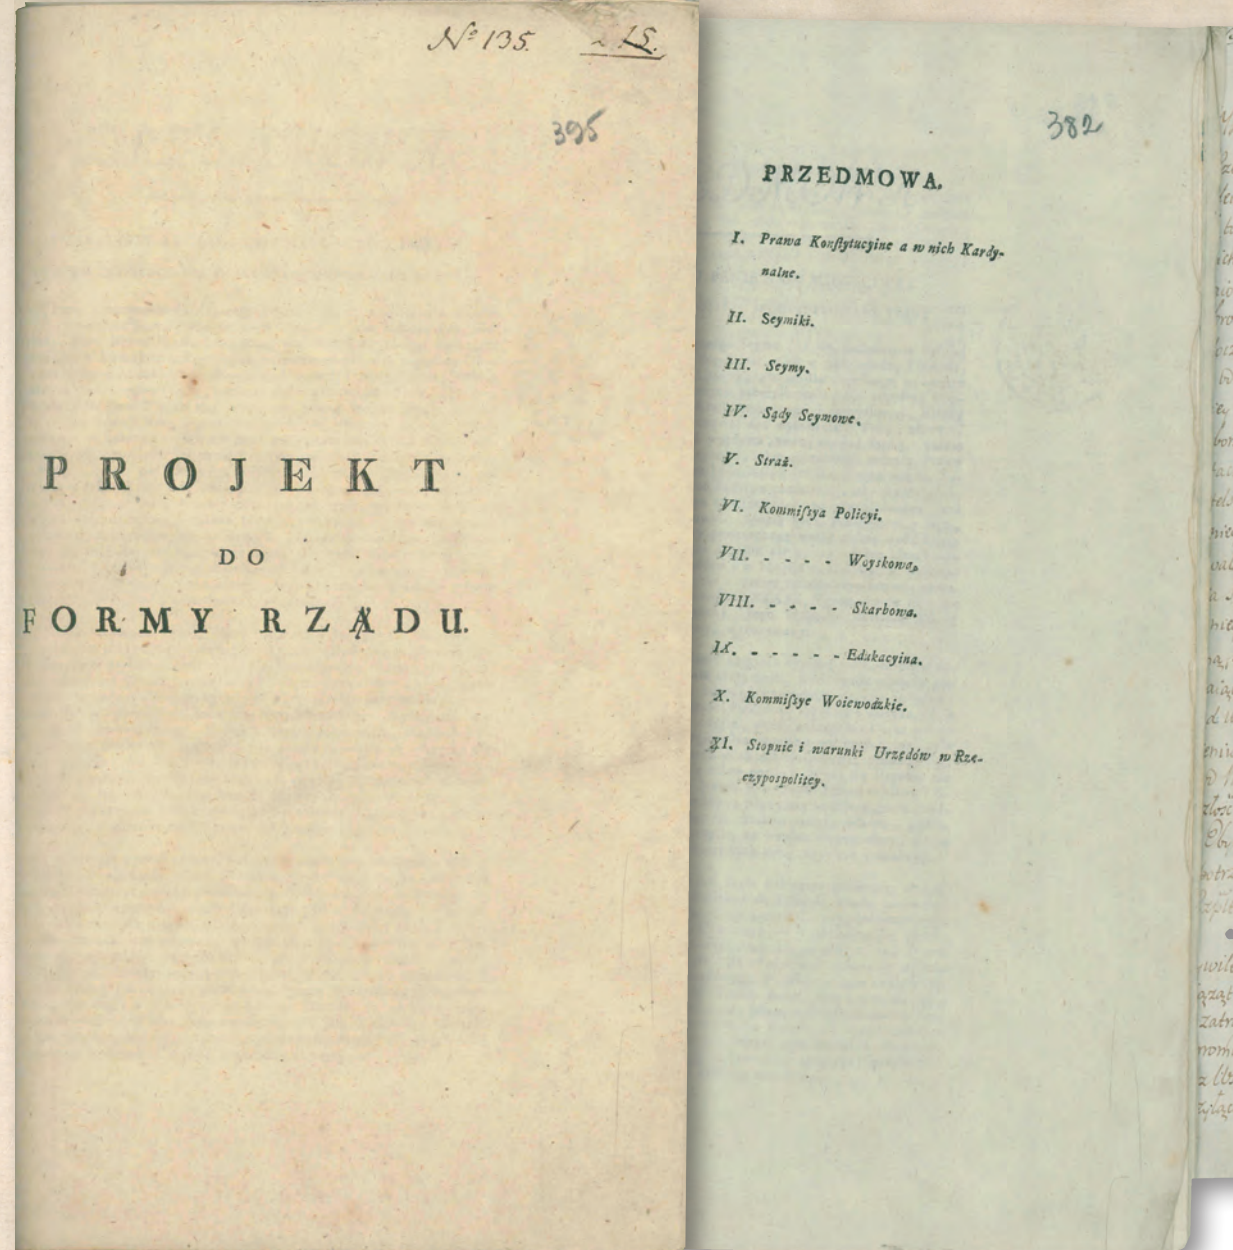 Nº 135. 15.
395
PROJEKT
DO
FORMY RZĄDU.
382
PRZEDMOWA.
I. Prawa Konſtytucyine a w nich Kardy-
nalne.
II. Seymiki.
III. Seymy.
IV. Sądy Seymowe.
V. Straż.
VI. Kommiſsya Policyi.
VII. - - - - Woyskowa.
VIII. - - - - Skarbowa.
IX. - - - - - - Edukacyina.
X. Kommiſsye Woiewodzkie.
XI. Stopnie i warunki Urzędów w Rze-
czypospolitey.